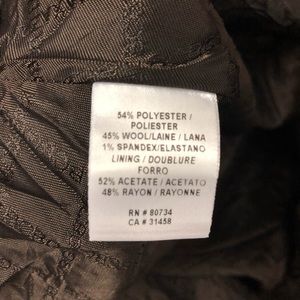 54% POLYESTER /
POLIESTER
45% WOOL/LAINE / LANA
1% SPANDEX/ELASTANO
LINING / DOUBLURE
FORRO
52% ACETATE / ACETATO
48% RAYON / RAYONNE
RN # 80734
CA # 31458